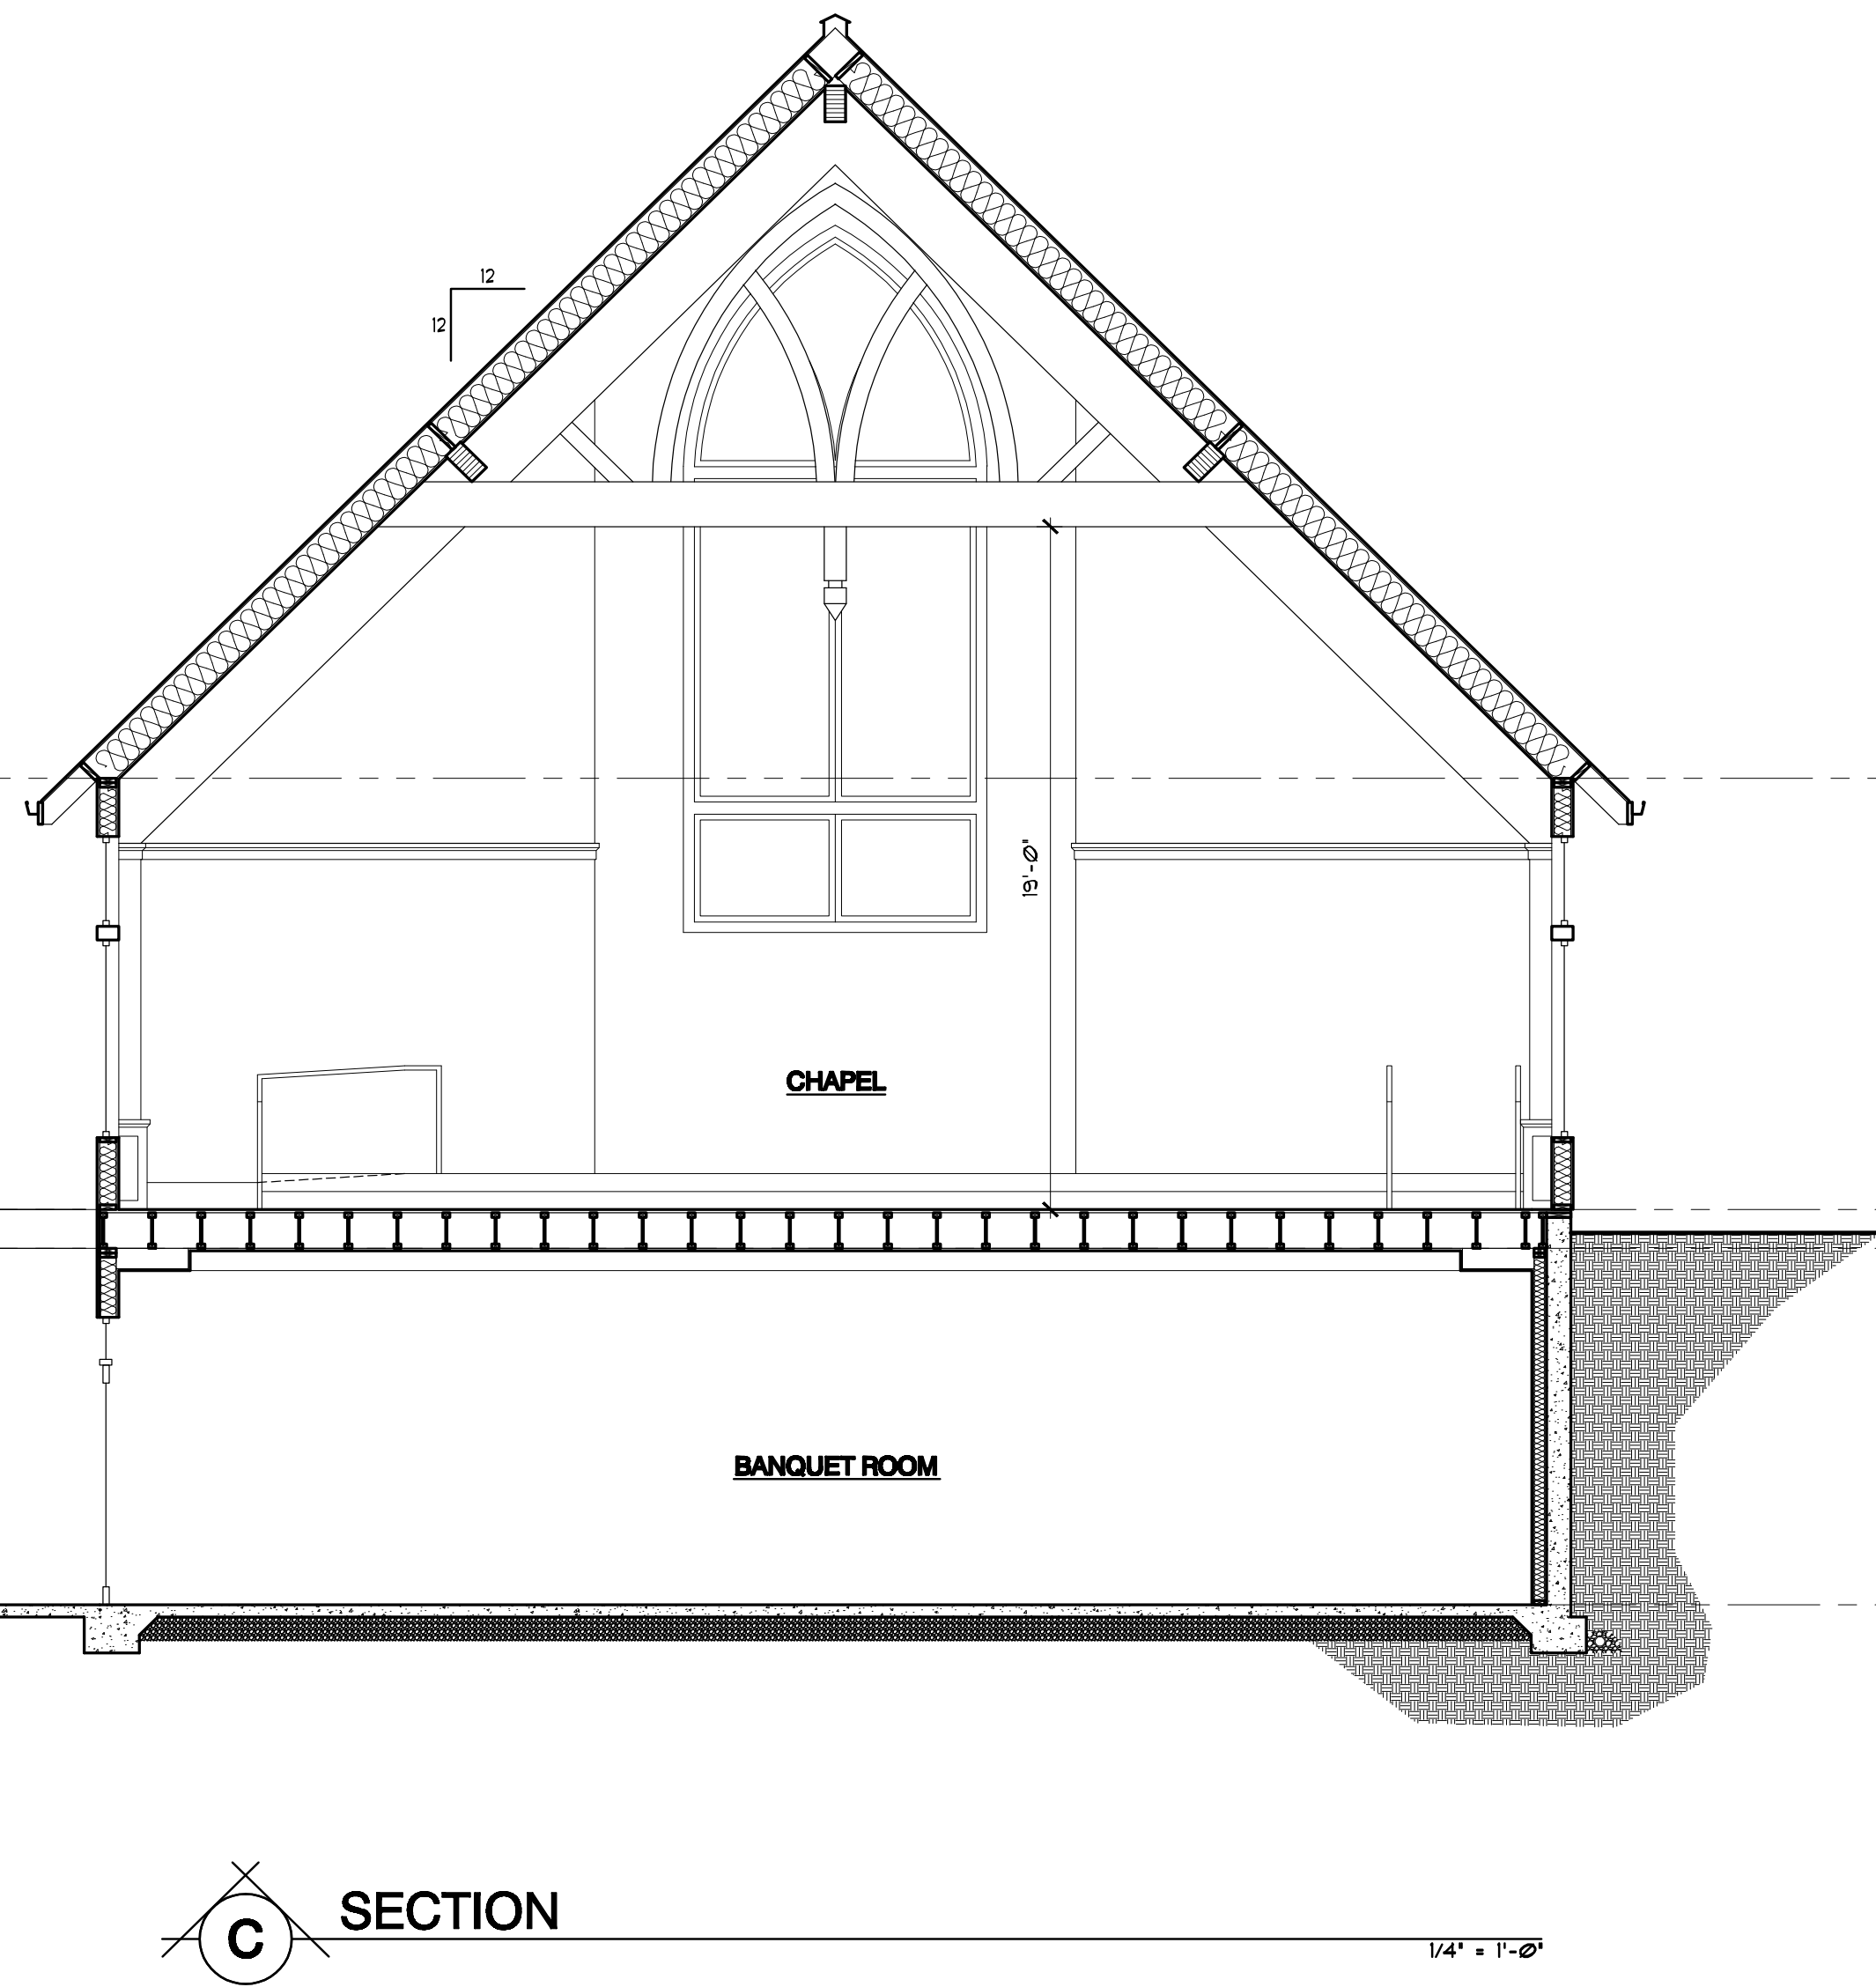 12
12
19'-0"
CHAPEL
BANQUET ROOM
C
SECTION
1/4" = 1'-0"